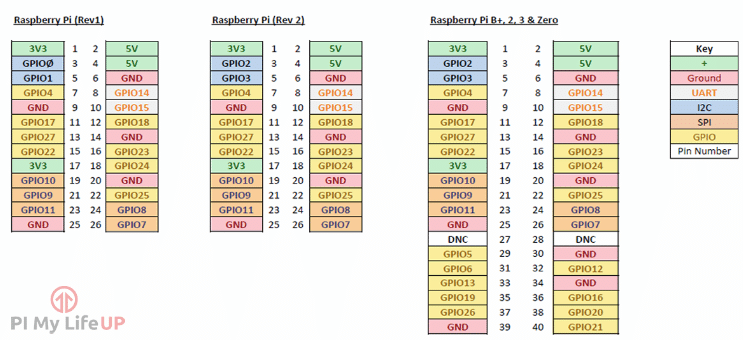 Raspberry Pi (Rev1) Raspberry Pi (Rev 2) Raspberry Pi B+, 2, 3 & Zero
3V3 1 2 5V 3V3 1 2 5V 3V3 1 2 5V Key
GPIOØ 3 4 5V GPIO2 3 4 5V GPIO2 3 4 5V +
GPIO1 5 6 GND GPIO3 5 6 GND GPIO3 5 6 GND Ground
GPIO4 7 8 GPIO14 GPIO4 7 8 GPIO14 GPIO4 7 8 GPIO14 UART
GND 9 10 GPIO15 GND 9 10 GPIO15 GND 9 10 GPIO15 I2C
GPIO17 11 12 GPIO18 GPIO17 11 12 GPIO18 GPIO17 11 12 GPIO18 SPI
GPIO27 13 14 GND GPIO27 13 14 GND GPIO27 13 14 GND GPIO
GPIO22 15 16 GPIO23 GPIO22 15 16 GPIO23 GPIO22 15 16 GPIO23 Pin Number
3V3 17 18 GPIO24 3V3 17 18 GPIO24 3V3 17 18 GPIO24
GPIO10 19 20 GND GPIO10 19 20 GND GPIO10 19 20 GND
GPIO9 21 22 GPIO25 GPIO9 21 22 GPIO25 GPIO9 21 22 GPIO25
GPIO11 23 24 GPIO8 GPIO11 23 24 GPIO8 GPIO11 23 24 GPIO8
GND 25 26 GPIO7 GND 25 26 GPIO7 GND 25 26 GPIO7
DNC 27 28 DNC
GPIO5 29 30 GND
GPIO6 31 32 GPIO12
GPIO13 33 34 GND
GPIO19 35 36 GPIO16
GPIO26 37 38 GPIO20
GND 39 40 GPIO21
PI My LifeUP